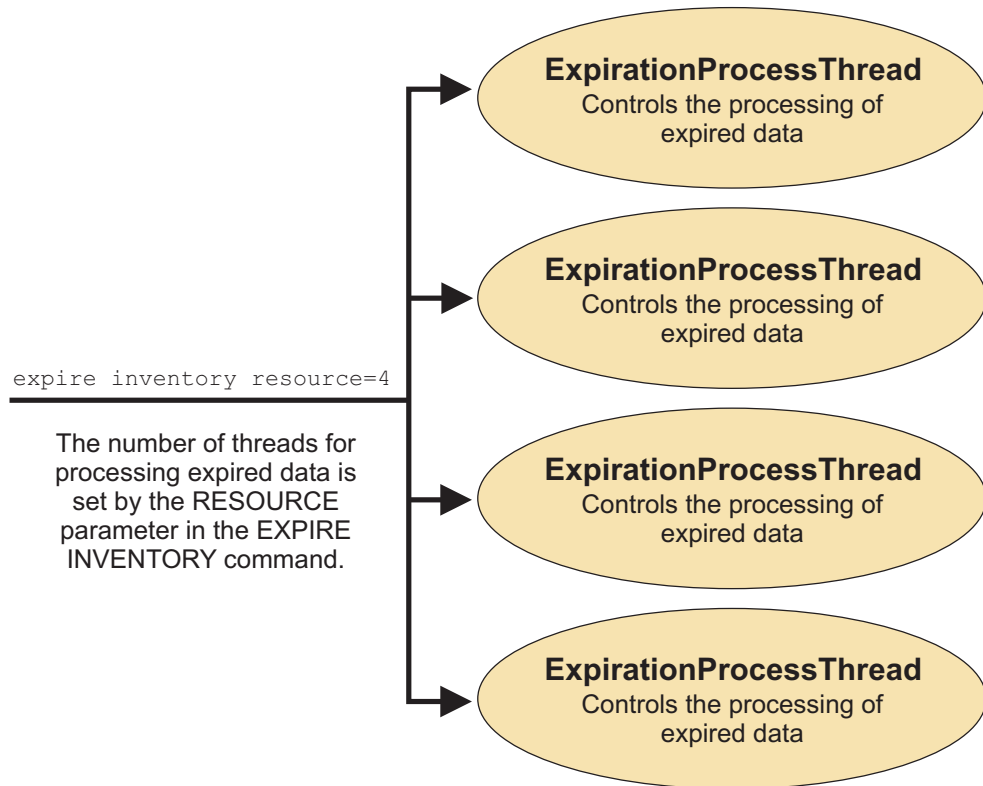 ExpirationProcessThread
Controls the processing of
expired data
ExpirationProcessThread
Controls the processing of
expired data
expire inventory resource=4
The number of threads for
processing expired data is
set by the RESOURCE
parameter in the EXPIRE
INVENTORY command.
ExpirationProcessThread
Controls the processing of
expired data
ExpirationProcessThread
Controls the processing of
expired data